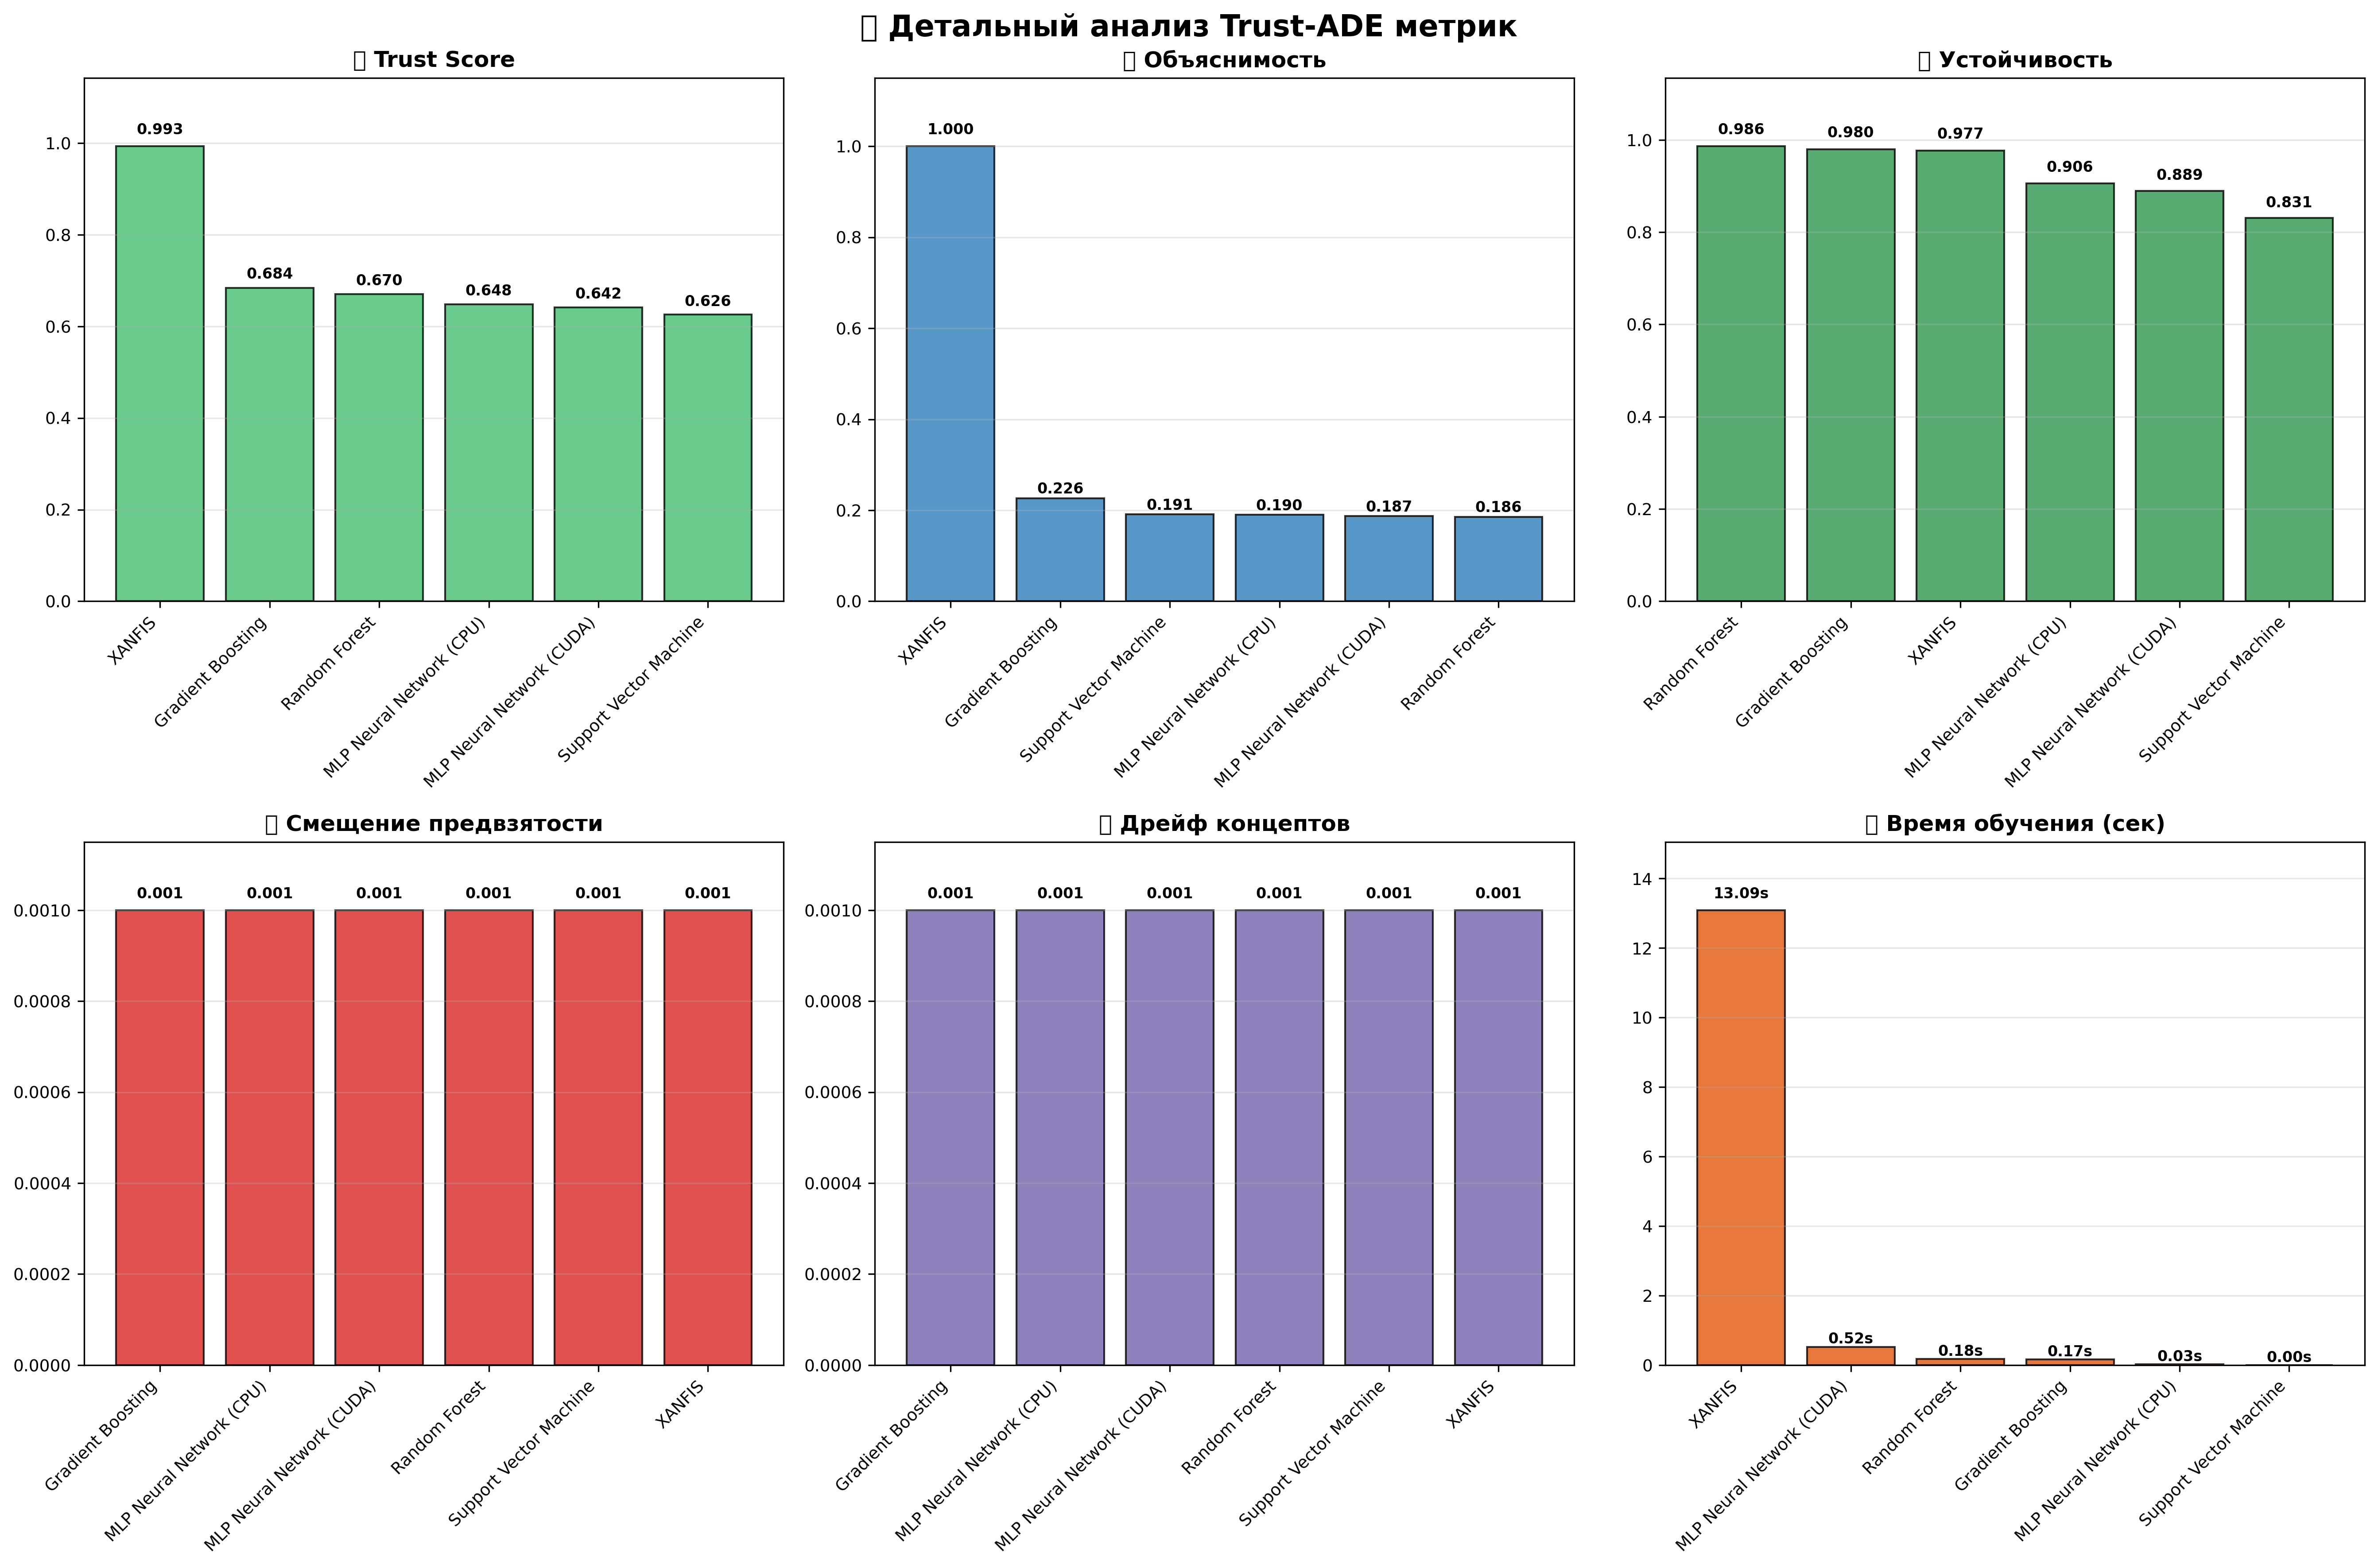 Детальный анализ Trust-ADE метрик
Trust Score
1.0
0.8
0.6
0.4
0.2
0.0
0.993
0.684
0.670
0.648
0.642
0.626
XANFIS
Gradient Boosting
Random Forest
MLP Neural Network (CPU)
MLP Neural Network (CUDA)
Support Vector Machine
Объяснимость
1.0
0.8
0.6
0.4
0.2
0.0
1.000
0.226
0.191
0.190
0.187
0.186
XANFIS
Gradient Boosting
Support Vector Machine
MLP Neural Network (CPU)
MLP Neural Network (CUDA)
Random Forest
Устойчивость
1.0
0.8
0.6
0.4
0.2
0.0
0.986
0.980
0.977
0.906
0.889
0.831
Random Forest
Gradient Boosting
XANFIS
MLP Neural Network (CPU)
MLP Neural Network (CUDA)
Support Vector Machine
Смещение предвзятости
0.0010
0.0008
0.0006
0.0004
0.0002
0.0000
0.001
0.001
0.001
0.001
0.001
0.001
Gradient Boosting
MLP Neural Network (CPU)
MLP Neural Network (CUDA)
Random Forest
Support Vector Machine
XANFIS
Дрейф концептов
0.0010
0.0008
0.0006
0.0004
0.0002
0.0000
0.001
0.001
0.001
0.001
0.001
0.001
Gradient Boosting
MLP Neural Network (CPU)
MLP Neural Network (CUDA)
Random Forest
Support Vector Machine
XANFIS
Время обучения (сек)
14
12
10
8
6
4
2
0
13.09s
0.52s
0.18s
0.17s
0.03s
0.00s
XANFIS
MLP Neural Network (CUDA)
Random Forest
Gradient Boosting
MLP Neural Network (CPU)
Support Vector Machine